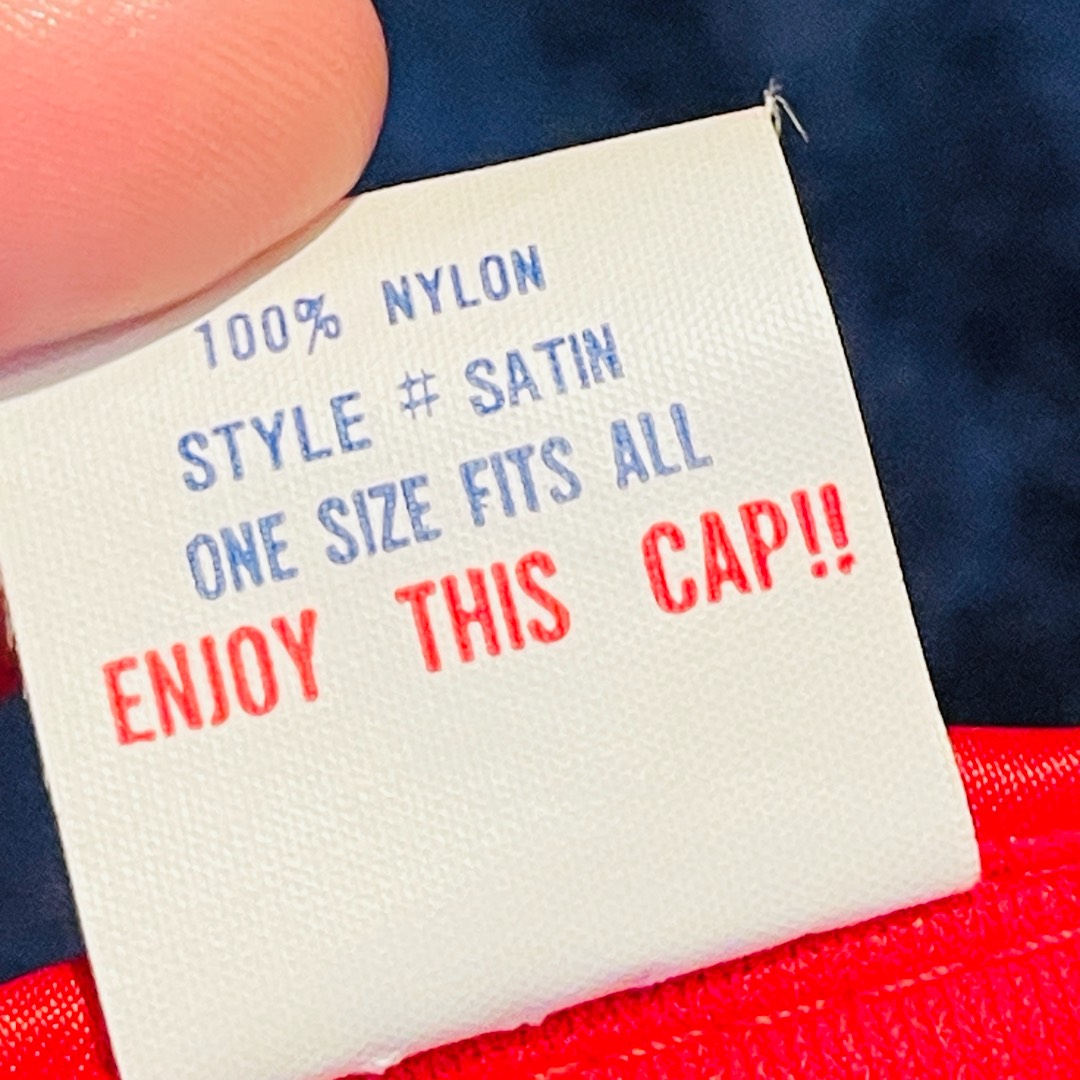 100% NYLON
STYLE # SATIN
ONE SIZE FITS ALL
ENJOY THIS CAP!!